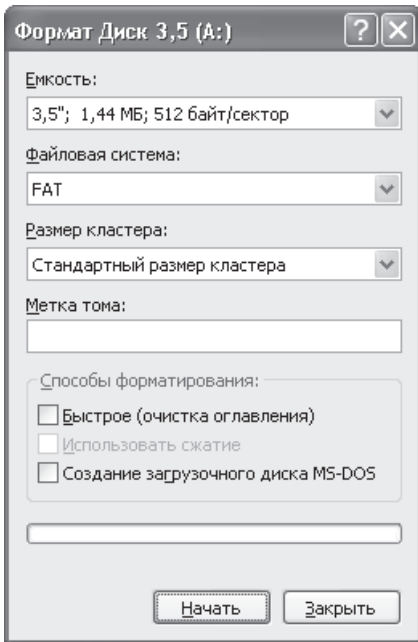 Формат Диск 3,5 (A:)
Емкость:
3,5"; 1,44 МБ; 512 байт/сектор
Файловая система:
FAT
Размер кластера:
Стандартный размер кластера
Метка тома:
Способы форматирования:
Быстрое (очистка оглавления)
Использовать сжатие
Создание загрузочного диска MS-DOS
Начать
Закрыть